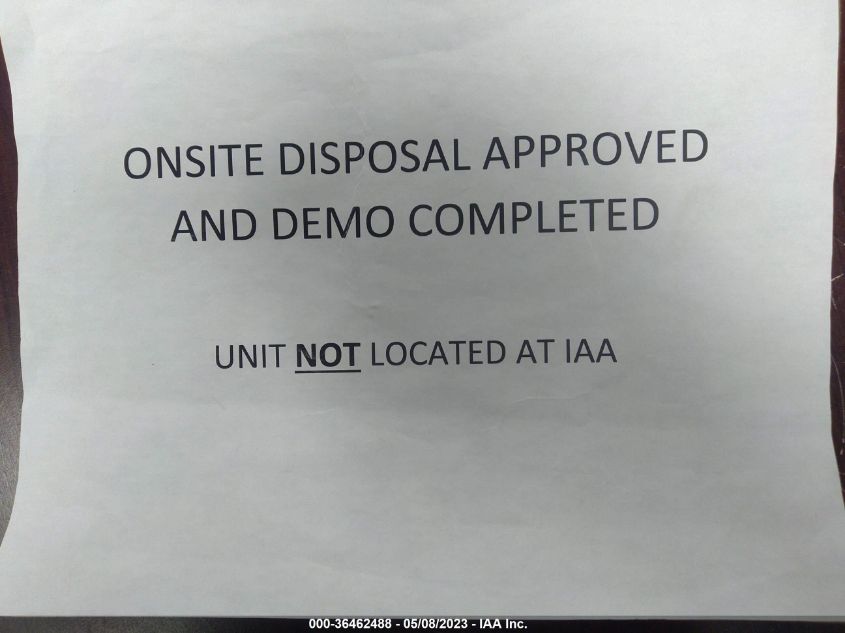 ONSITE DISPOSAL APPROVED
AND DEMO COMPLETED
UNIT NOT LOCATED AT IAA
000-36462488 - 05/08/2023 - IAA Inc.